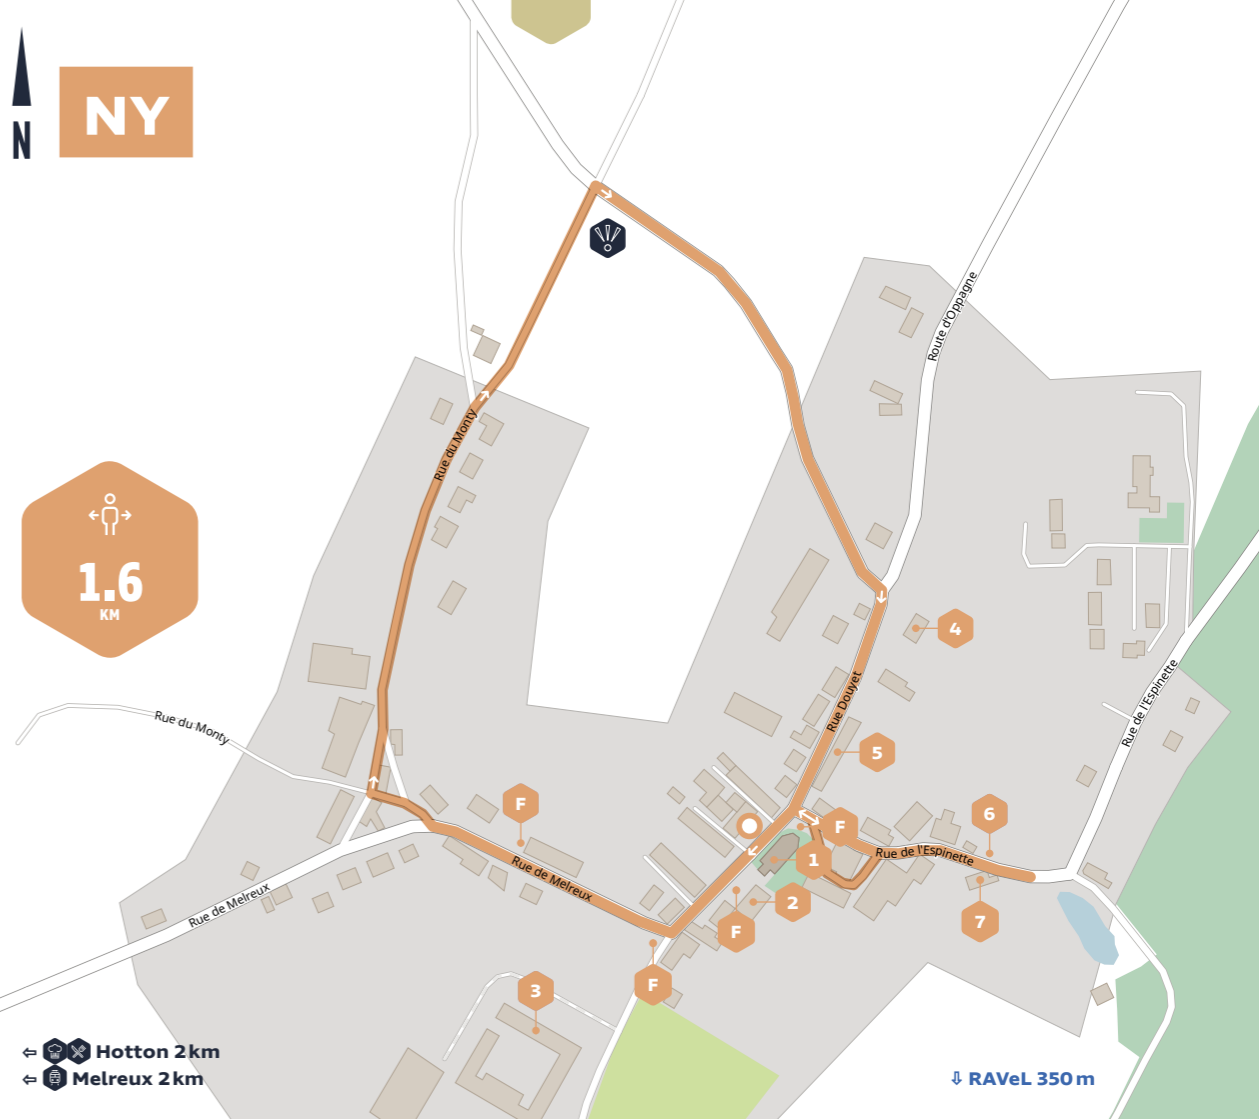 N
NY
Route d'Oppagne
Rue du Monty
1.6
KM
4
Rue du Monty
Rue de l'Espinette
Rue Douyet
5
F
6
F
Rue de l'Espinette
1
Rue de Melreux
Rue de Melreux
2
7
F
3
F
⇦ Hotton 2 km
⇦ Melreux 2 km
⇩ RAVeL 350 m